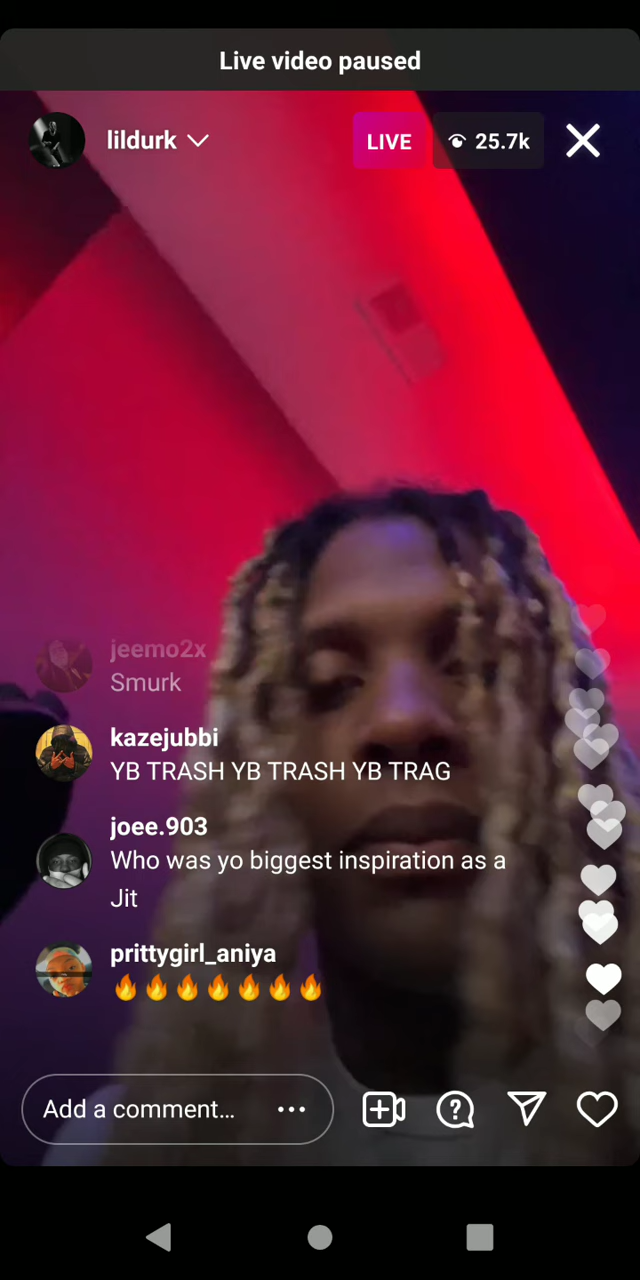 Live video paused
lildurk
LIVE
25.7k
jeemo2x
Smurk
kazejubbi
YB TRASH YB TRASH YB TRAG
joee.903
Who was yo biggest inspiration as a
Jit
prittygirl_aniya
🔥🔥🔥🔥🔥🔥🔥
Add a comment...